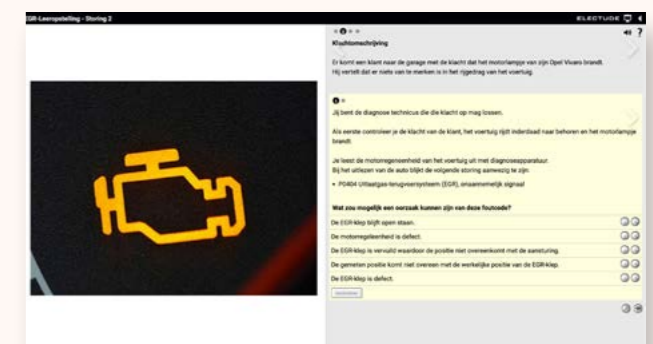 EGR-Leeropstelling - Storing 2
ELECTUDE
?
Klachtomschrijving
Er komt een klant naar de garage met de klacht dat het motorlampje van zijn Opel Vivaro brandt.
Hij vertelt dat er niets van te merken is in het rijgedrag van het voertuig.
Jij bent de diagnose technicus die die klacht op mag lossen.
Als eerste controleer je de klacht van de klant, het voertuig rijdt inderdaad naar behoren en het motorlampje
brandt.
Je leest de motorregeneenheid van het voertuig uit met diagnoseapparatuur.
Bij het uitlezen van de auto blijkt de volgende storing aanwezig te zijn:
• P0404 Uitlaatgas-terugvoersysteem (EGR), onaannemelijk signaal
Wat zou mogelijk een oorzaak kunnen zijn van deze foutcode?
De EGR-klep blijft open staan.
De motorregeleenheid is defect.
De EGR-klep is vervuild waardoor de positie niet overeenkomt met de aansturing.
De gemeten positie komt niet overeen met de werkelijke positie van de EGR-klep.
De EGR-klep is defect.